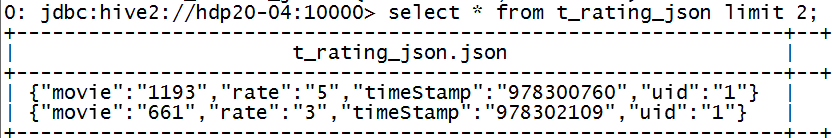 0: jdbc:hive2://hdp20-04:10000> select * from t_rating_json limit 2;
+----------------------------------------------------------------+--+
| t_rating_json.json |
+----------------------------------------------------------------+--+
| {"movie":"1193","rate":"5","timeStamp":"978300760","uid":"1"} |
| {"movie":"661","rate":"3","timeStamp":"978302109","uid":"1"} |
+----------------------------------------------------------------+--+